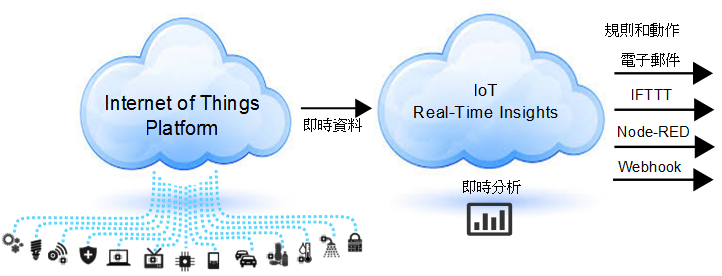 Internet of Things
Platform
即時資料
IoT
Real-Time Insights
即時分析
規則和動作
電子郵件
IFTTT
Node-RED
Webhook